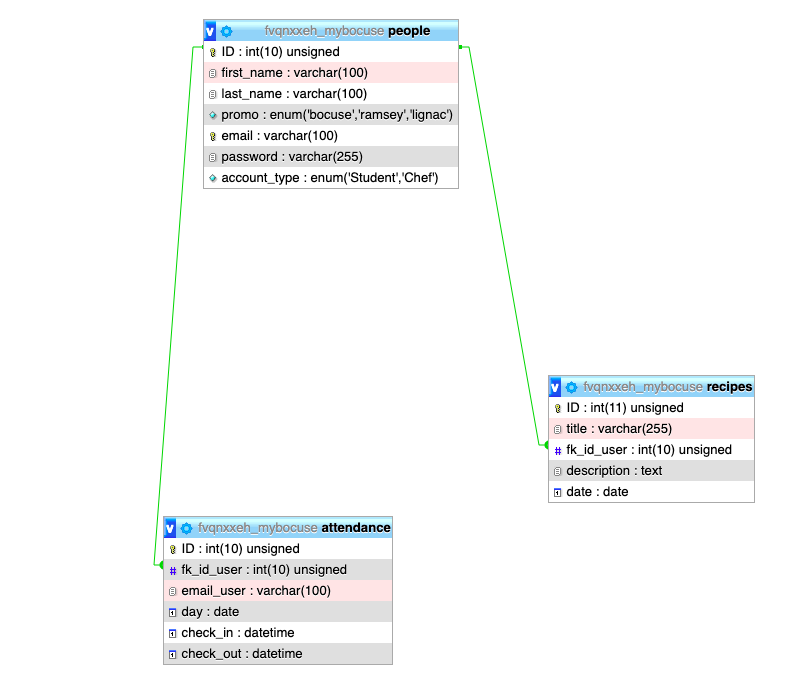 v fvqnxxeh_mybocuse people
ID : int(10) unsigned
first_name : varchar(100)
last_name : varchar(100)
promo : enum('bocuse','ramsey','lignac')
email : varchar(100)
password : varchar(255)
account_type : enum('Student','Chef')
v fvqnxxeh_mybocuse recipes
ID : int(11) unsigned
title : varchar(255)
# fk_id_user : int(10) unsigned
description : text
date : date
v fvqnxxeh_mybocuse attendance
ID : int(10) unsigned
# fk_id_user : int(10) unsigned
email_user : varchar(100)
day : date
check_in : datetime
check_out : datetime